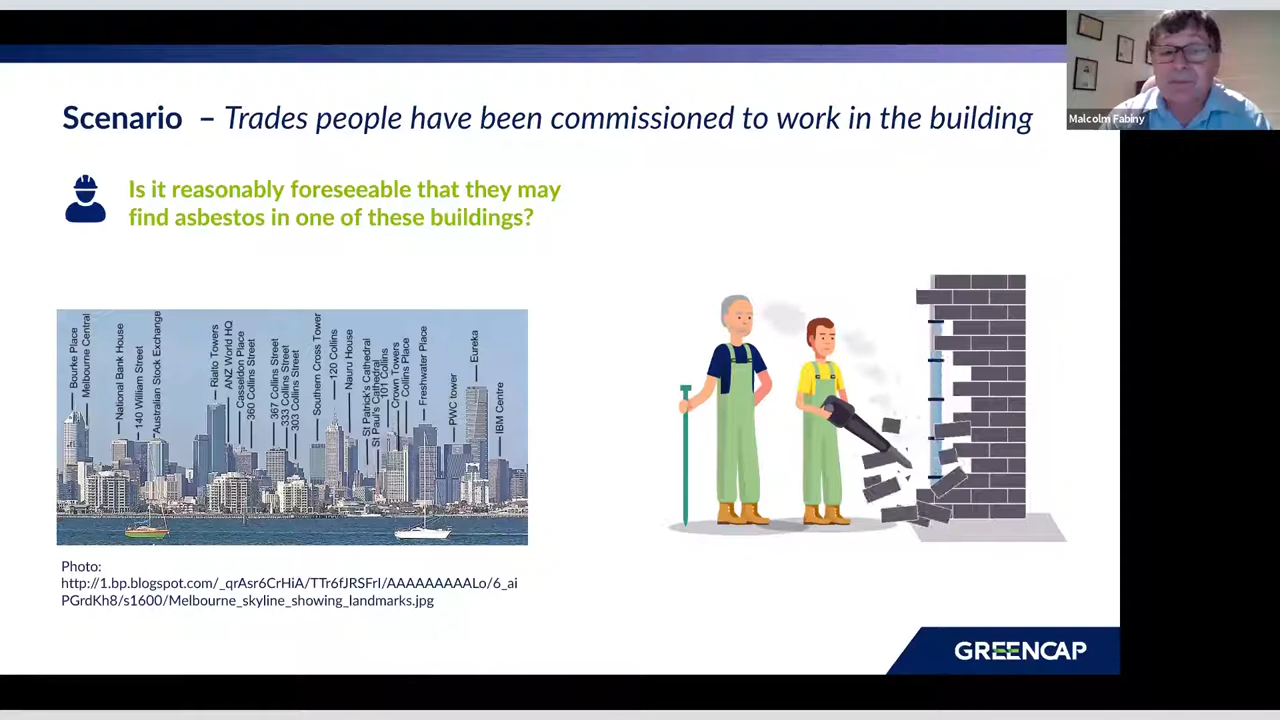 Malcolm Fabiny
Scenario – Trades people have been commissioned to work in the building
Is it reasonably foreseeable that they may
find asbestos in one of these buildings?
Bourke Place
Melbourne Central
National Bank House
140 William Street
Australian Stock Exchange
Rialto Towers
ANZ World HQ
Casselden Place
360 Collins Street
367 Collins Street
333 Collins Street
300 Collins Street
Southern Cross Tower
120 Collins
Nauru House
St Patrick's Cathedral
St Paul's Cathedral
101 Collins
Crown Towers
Collins Place
Freshwater Place
PWC tower
Eureka
IBM Centre
Photo:
http://1.bp.blogspot.com/_qrAsr6CrHiA/TTr6fJRSFrI/AAAAAAAAALo/6_ai
PGrdKh8/s1600/Melbourne_skyline_showing_landmarks.jpg
GREENCAP